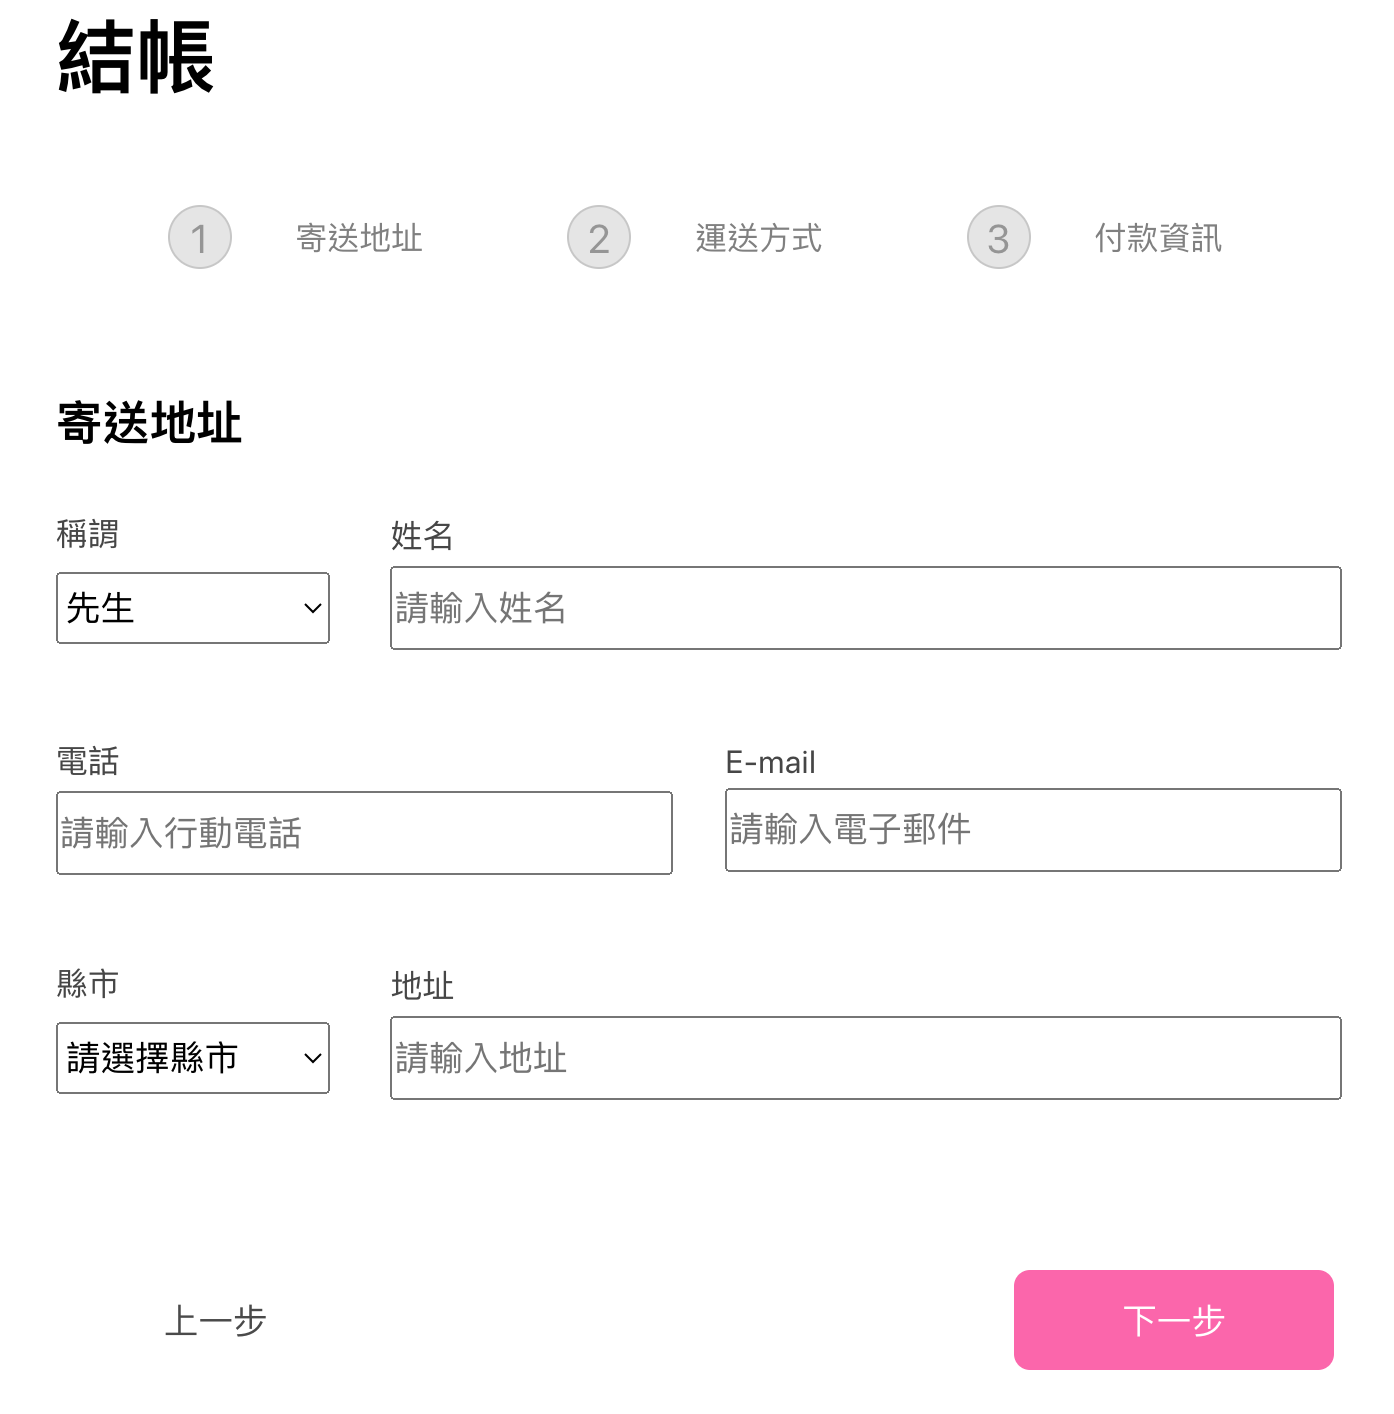 結帳
1 寄送地址 2 運送方式 3 付款資訊
寄送地址
稱謂 姓名
先生 請輸入姓名
電話 E-mail
請輸入行動電話 請輸入電子郵件
縣市 地址
請選擇縣市 請輸入地址
上一步 下一步